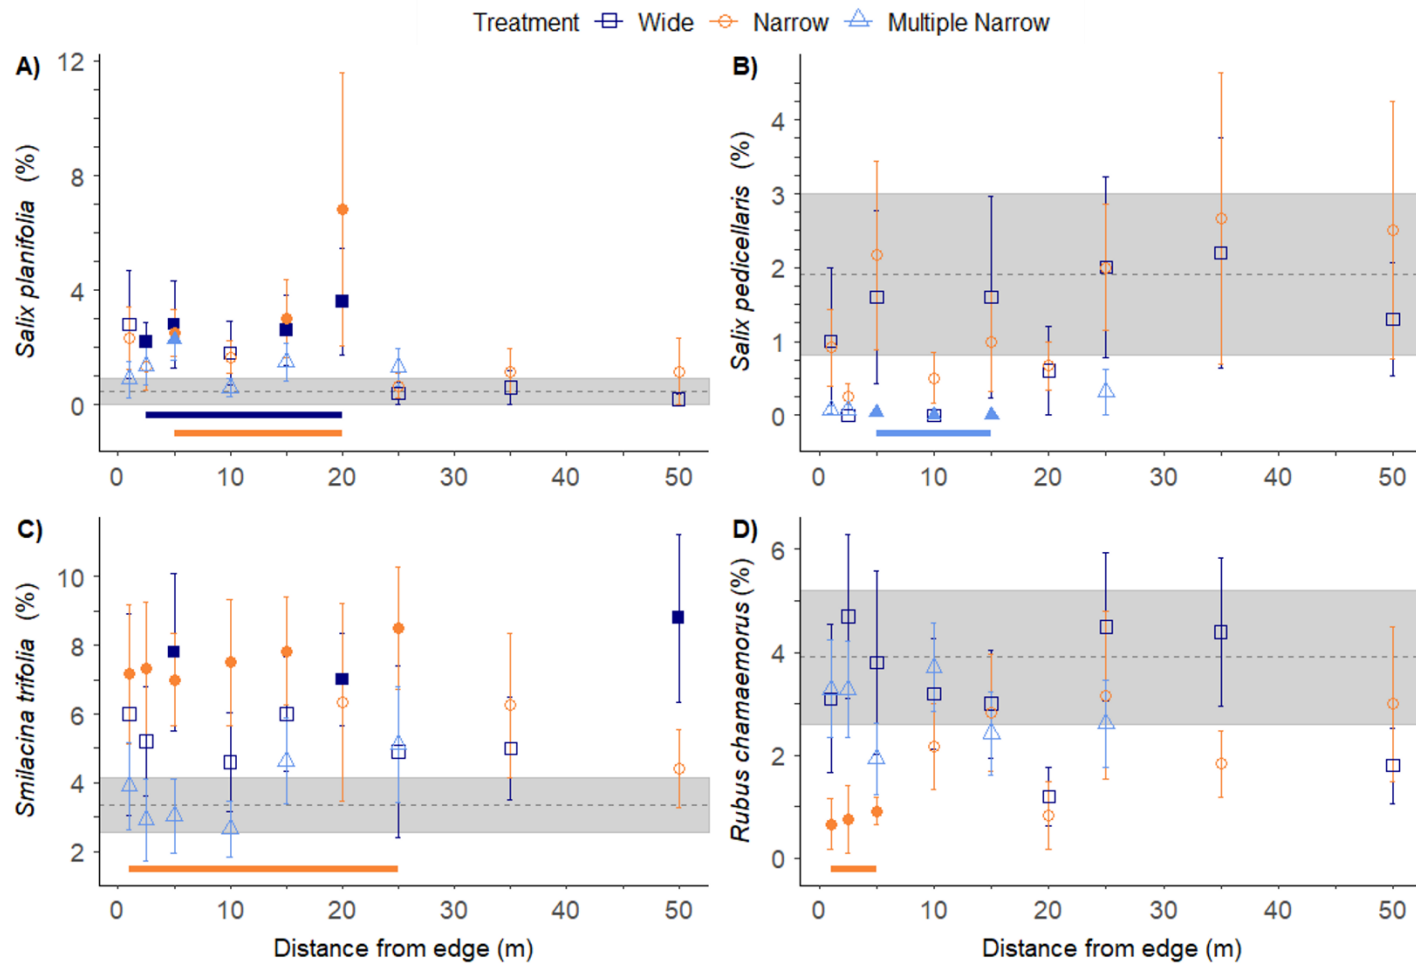 Treatment Wide Narrow Multiple Narrow
A)
Salix planifolia (%)
12
8
4
0
0 10 20 30 40 50
B)
Salix pedicellaris (%)
4
3
2
1
0
0 10 20 30 40 50
C)
Smilacina trifolia (%)
10
8
6
4
2
0 10 20 30 40 50
Distance from edge (m)
D)
Rubus chamaemorus (%)
6
4
2
0
0 10 20 30 40 50
Distance from edge (m)